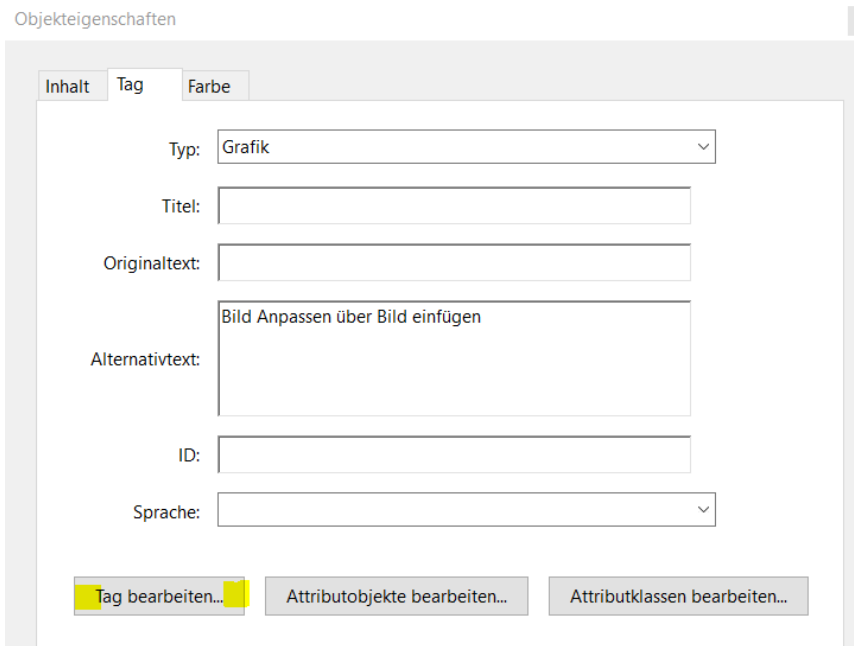 Objekteigenschaften
Inhalt Tag Farbe
Typ: Grafik
Titel:
Originaltext:
Alternativtext: Bild Anpassen über Bild einfügen
ID:
Sprache:
Tag bearbeiten... Attributobjekte bearbeiten... Attributklassen bearbeiten...